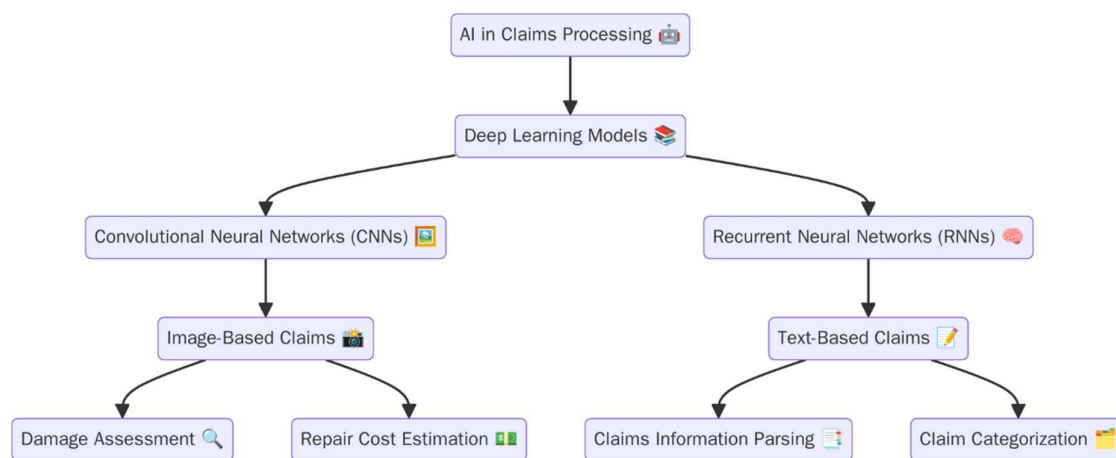 AI in Claims Processing 🤖
Deep Learning Models 📚
Convolutional Neural Networks (CNNs) 🖼️
Recurrent Neural Networks (RNNs) 🧠
Image-Based Claims 📸
Text-Based Claims 📝
Damage Assessment 🔍
Repair Cost Estimation 💵
Claims Information Parsing 📑
Claim Categorization 🗂️